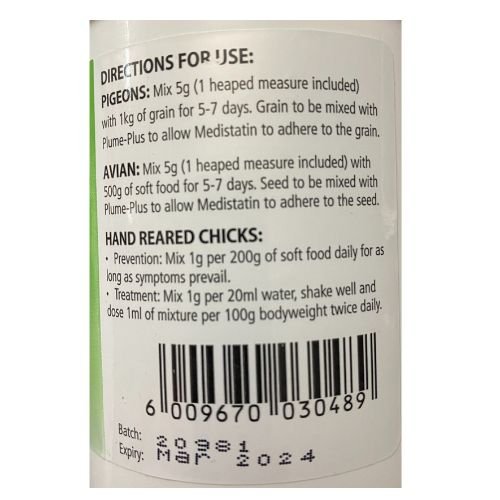 DIRECTIONS FOR USE:
PIGEONS: Mix 5g (1 heaped measure included)
with 1kg of grain for 5-7 days. Grain to be mixed with
Plume-Plus to allow Medistatin to adhere to the grain.
AVIAN: Mix 5g (1 heaped measure included) with
500g of soft food for 5-7 days. Seed to be mixed with
Plume-Plus to allow Medistatin to adhere to the seed.
HAND REARED CHICKS:
• Prevention: Mix 1g per 200g of soft food daily for as
long as symptoms prevail.
• Treatment: Mix 1g per 20ml water, shake well and
dose 1ml of mixture per 100g bodyweight twice daily.
6 009670 030489
Batch: 20981
Expiry: Mar 2024